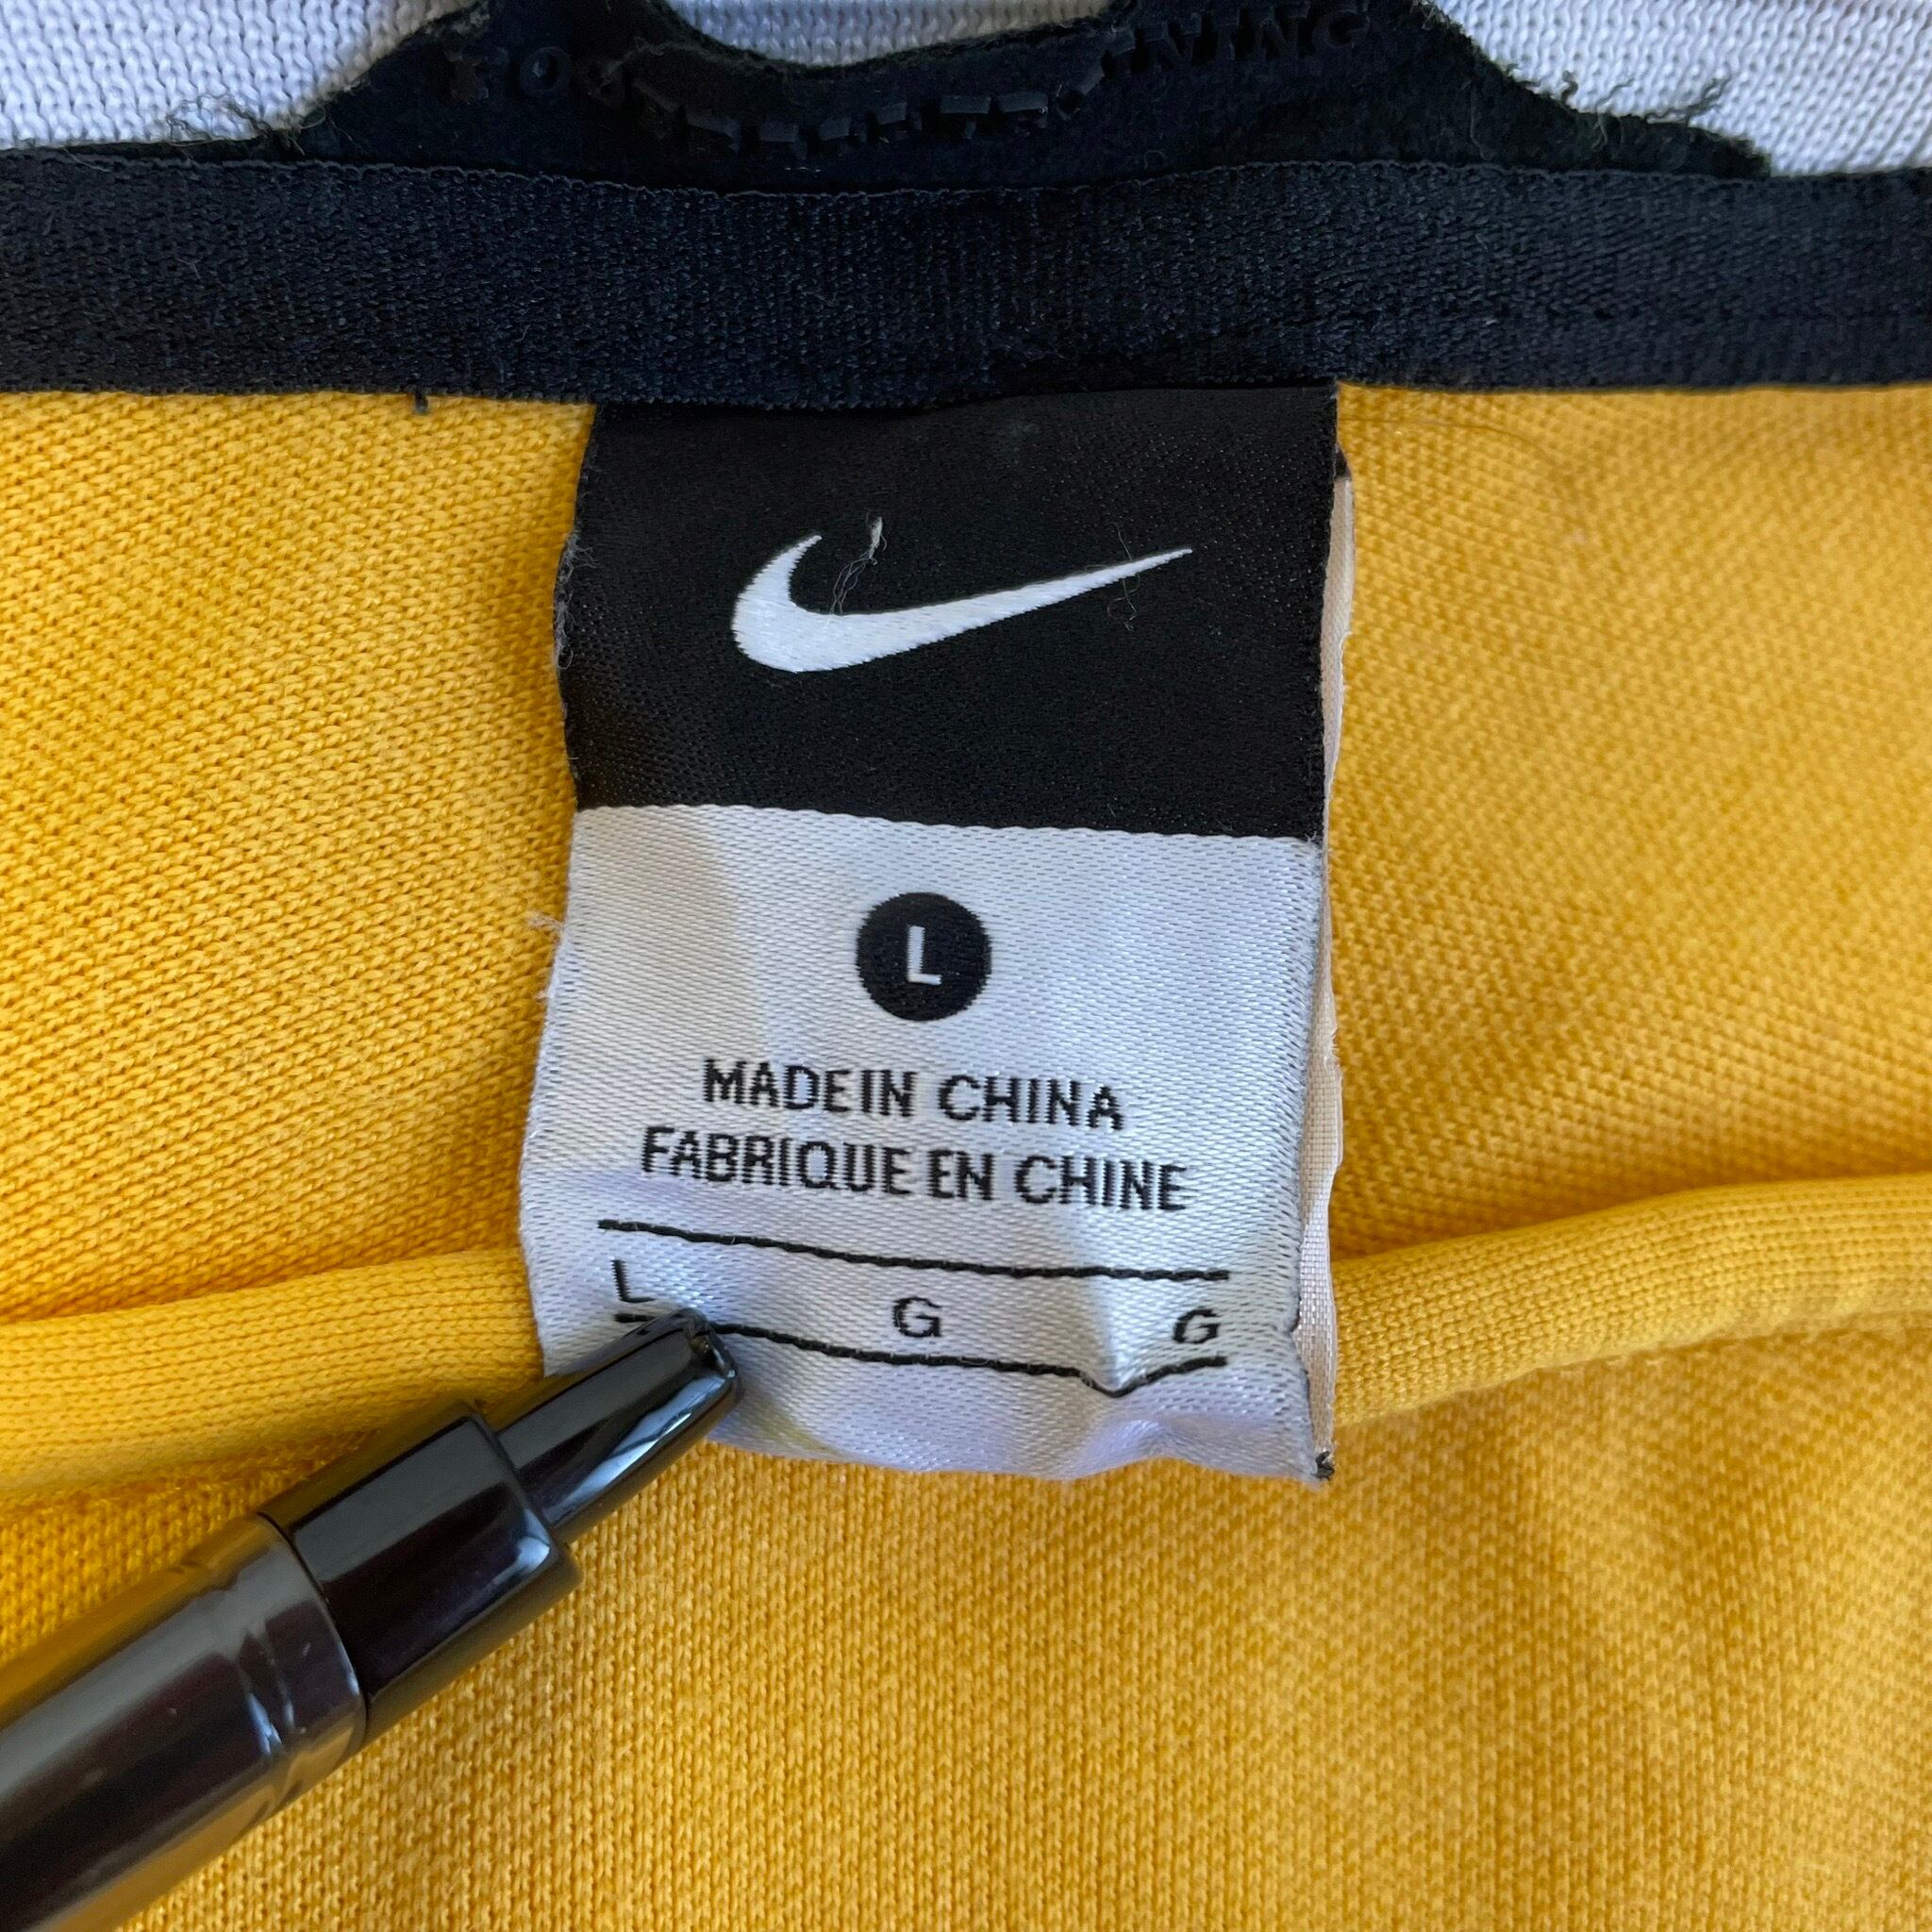 L
MADE IN CHINA
FABRIQUE EN CHINE
L G G